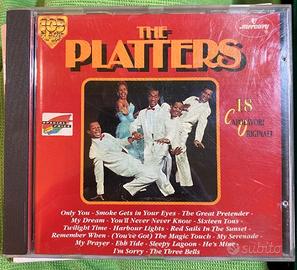 THE
PLATTERS
Mercury
TOP
SPECIAL
PRICE
18
CAPOLAVORI
ORIGINALI
Only You - Smoke Gets in Your Eyes - The Great Pretender -
My Dream - You'll Never Never Know - Sixteen Tons -
Twilight Time - Harbour Lights - Red Sails In The Sunset -
Remember When - (You've Got) The Magic Touch - My Serenade -
My Prayer - Ebb Tide - Sleepy Lagoon - He's Mine -
I'm Sorry - The Three Bells
subito